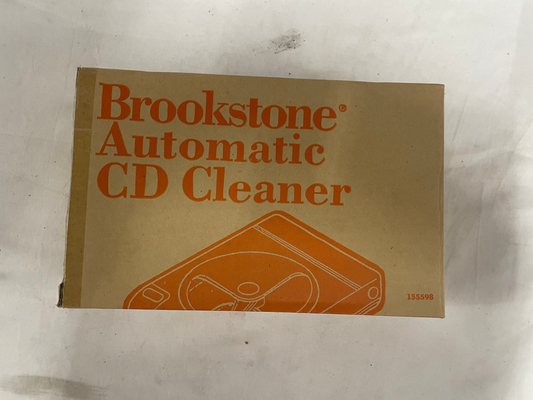 Brookstone®
Automatic
CD Cleaner
155598